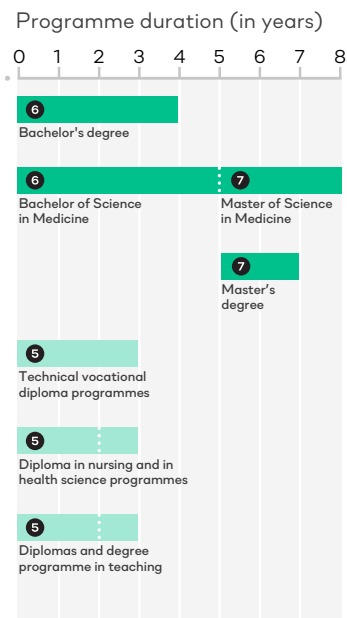 Programme duration (in years)
0 1 2 3 4 5 6 7 8
6
Bachelor's degree
6 7
Bachelor of Science
in Medicine
Master of Science
in Medicine
7
Master's
degree
5
Technical vocational
diploma programmes
5
Diploma in nursing and in
health science programmes
5
Diplomas and degree
programme in teaching